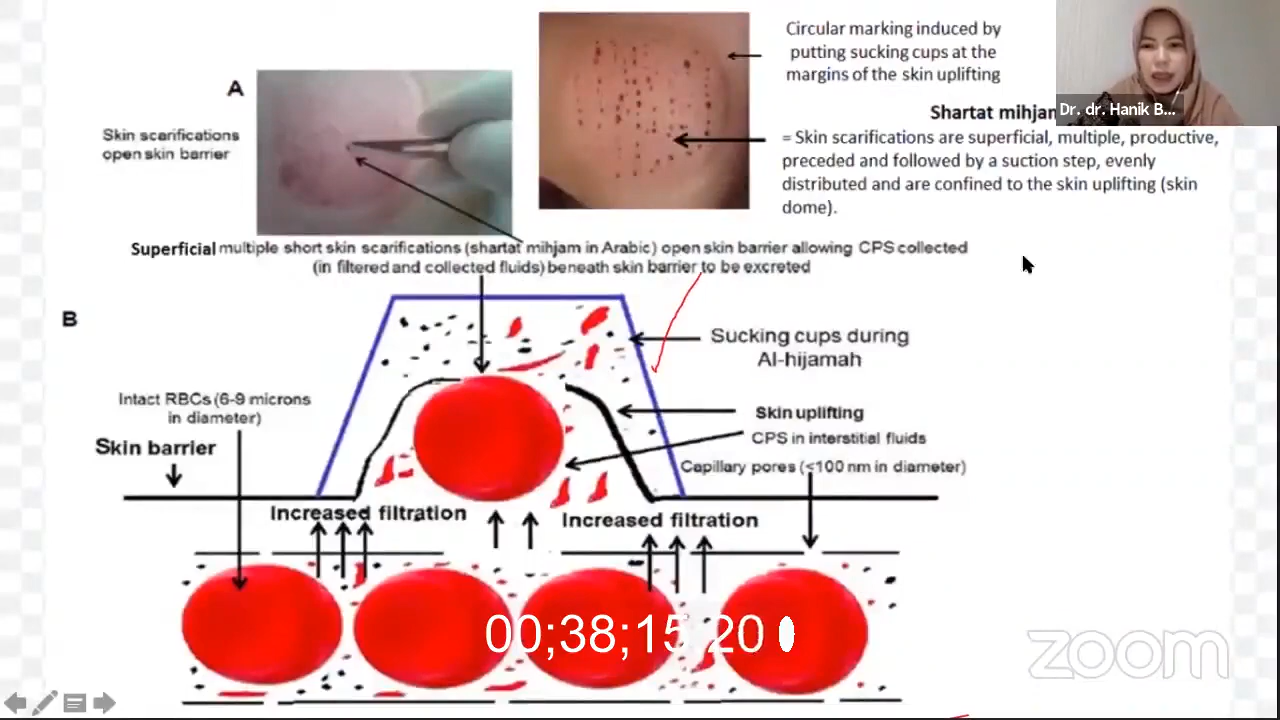 Circular marking induced by
putting sucking cups at the
margins of the skin uplifting
Dr. dr. Hanik B...
A
Skin scarifications
open skin barrier
Shartat mihjam
= Skin scarifications are superficial, multiple, productive,
preceded and followed by a suction step, evenly
distributed and are confined to the skin uplifting (skin
dome).
Superficial multiple short skin scarifications (shartat mihjam in Arabic) open skin barrier allowing CPS collected
(in filtered and collected fluids) beneath skin barrier to be excreted
B
Sucking cups during
Al-hijamah
Intact RBCs (6-9 microns
in diameter)
Skin uplifting
CPS in interstitial fluids
Skin barrier
Capillary pores (<100 nm in diameter)
Increased filtration
Increased filtration
00;38;15;20
zoom